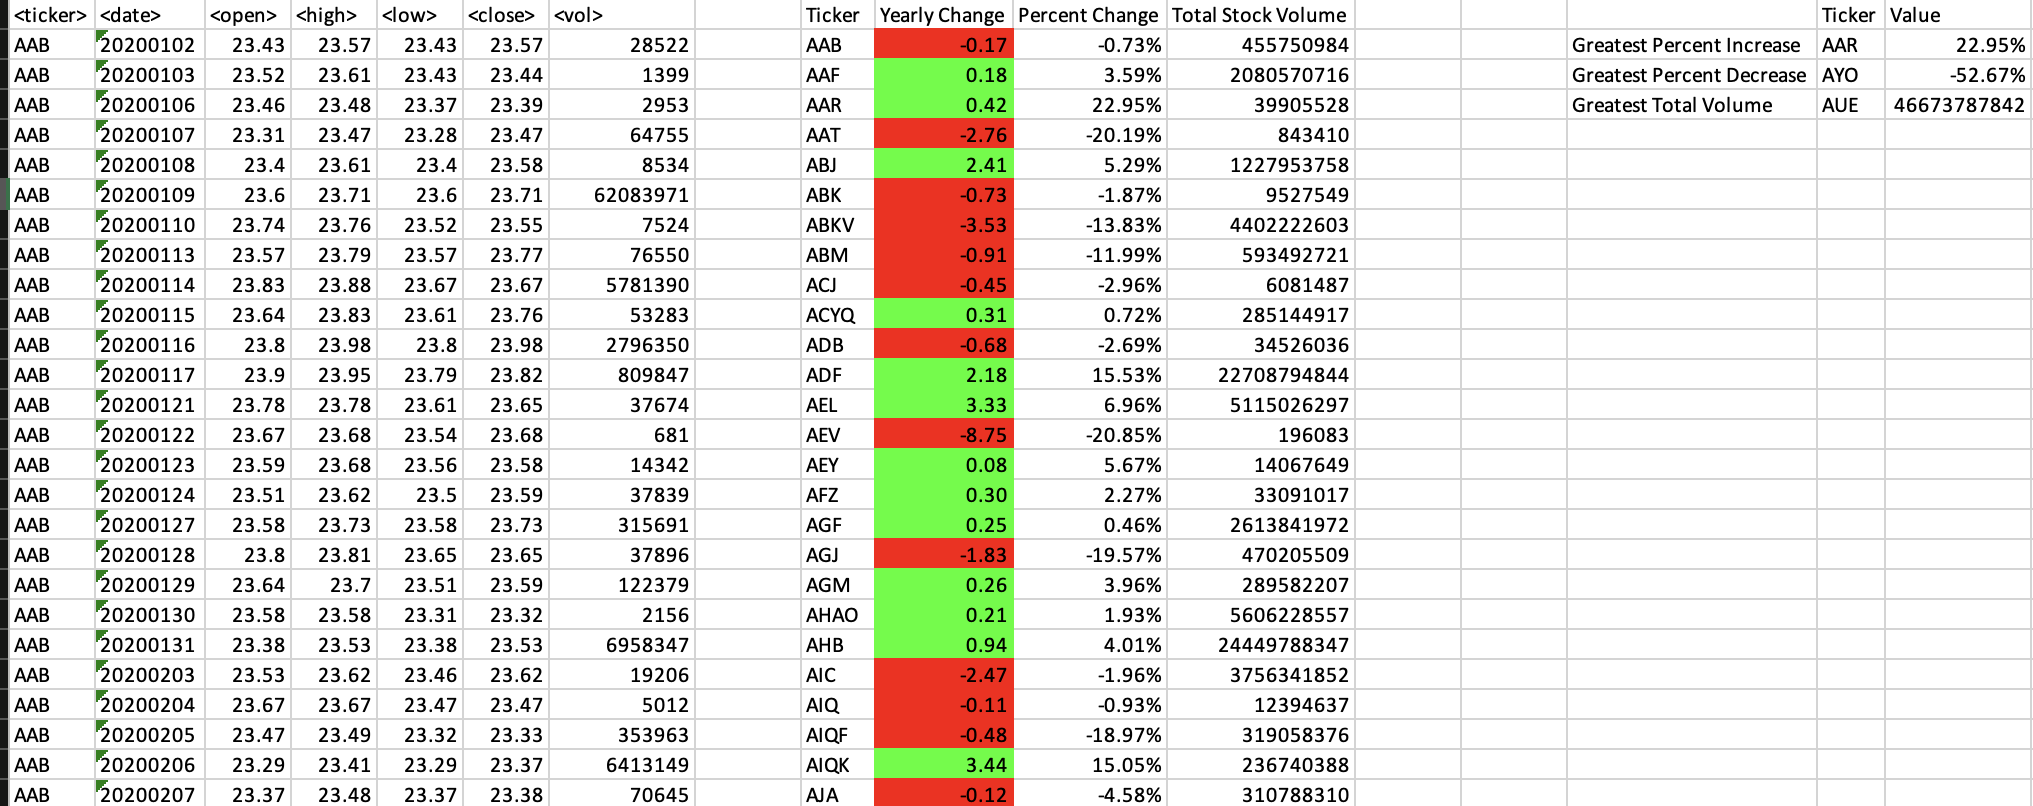 <ticker> <date> <open> <high> <low> <close> <vol> Ticker Yearly Change Percent Change Total Stock Volume Ticker Value
AAB 20200102 23.43 23.57 23.43 23.57 28522 AAB -0.17 -0.73% 455750984 Greatest Percent Increase AAR 22.95%
AAB 20200103 23.52 23.61 23.43 23.44 1399 AAF 0.18 3.59% 2080570716 Greatest Percent Decrease AYO -52.67%
AAB 20200106 23.46 23.48 23.37 23.39 2953 AAR 0.42 22.95% 39905528 Greatest Total Volume AUE 46673787842
AAB 20200107 23.31 23.47 23.28 23.47 64755 AAT -2.76 -20.19% 843410
AAB 20200108 23.4 23.61 23.4 23.58 8534 ABJ 2.41 5.29% 1227953758
AAB 20200109 23.6 23.71 23.6 23.71 62083971 ABK -0.73 -1.87% 9527549
AAB 20200110 23.74 23.76 23.52 23.55 7524 ABKV -3.53 -13.83% 4402222603
AAB 20200113 23.57 23.79 23.57 23.77 76550 ABM -0.91 -11.99% 593492721
AAB 20200114 23.83 23.88 23.67 23.67 5781390 ACJ -0.45 -2.96% 6081487
AAB 20200115 23.64 23.83 23.61 23.76 53283 ACYQ 0.31 0.72% 285144917
AAB 20200116 23.8 23.98 23.8 23.98 2796350 ADB -0.68 -2.69% 34526036
AAB 20200117 23.9 23.95 23.79 23.82 809847 ADF 2.18 15.53% 22708794844
AAB 20200121 23.78 23.78 23.61 23.65 37674 AEL 3.33 6.96% 5115026297
AAB 20200122 23.67 23.68 23.54 23.68 681 AEV -8.75 -20.85% 196083
AAB 20200123 23.59 23.68 23.56 23.58 14342 AEY 0.08 5.67% 14067649
AAB 20200124 23.51 23.62 23.5 23.59 37839 AFZ 0.30 2.27% 33091017
AAB 20200127 23.58 23.73 23.58 23.73 315691 AGF 0.25 0.46% 2613841972
AAB 20200128 23.8 23.81 23.65 23.65 37896 AGJ -1.83 -19.57% 470205509
AAB 20200129 23.64 23.7 23.51 23.59 122379 AGM 0.26 3.96% 289582207
AAB 20200130 23.58 23.58 23.31 23.32 2156 AHAO 0.21 1.93% 5606228557
AAB 20200131 23.38 23.53 23.38 23.53 6958347 AHB 0.94 4.01% 24449788347
AAB 20200203 23.53 23.62 23.46 23.62 19206 AIC -2.47 -1.96% 3756341852
AAB 20200204 23.67 23.67 23.47 23.47 5012 AIQ -0.11 -0.93% 12394637
AAB 20200205 23.47 23.49 23.32 23.33 353963 AIQF -0.48 -18.97% 319058376
AAB 20200206 23.29 23.41 23.29 23.37 6413149 AIQK 3.44 15.05% 236740388
AAB 20200207 23.37 23.48 23.37 23.38 70645 AJA -0.12 -4.58% 310788310